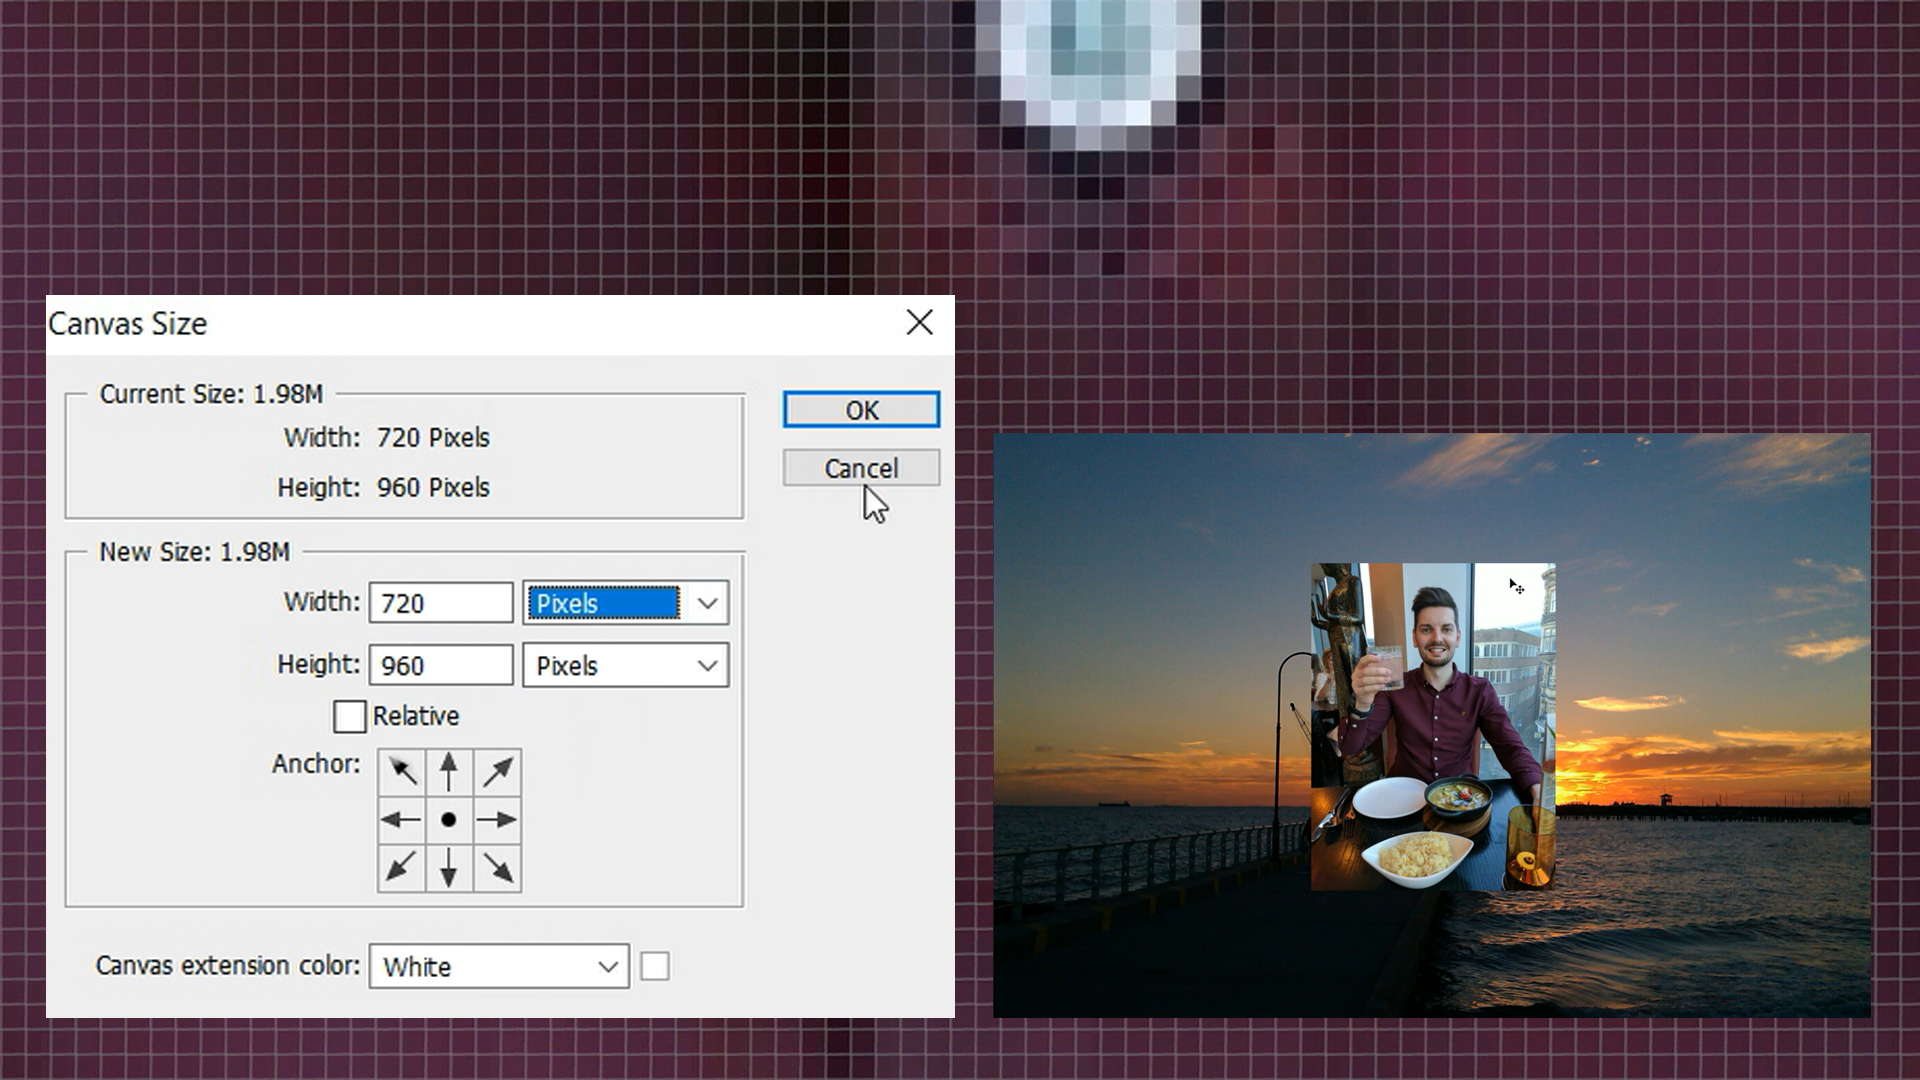 Canvas Size
Current Size: 1.98M
Width: 720 Pixels
Height: 960 Pixels
OK
Cancel
New Size: 1.98M
Width: 720 Pixels
Height: 960 Pixels
Relative
Anchor:
Canvas extension color: White